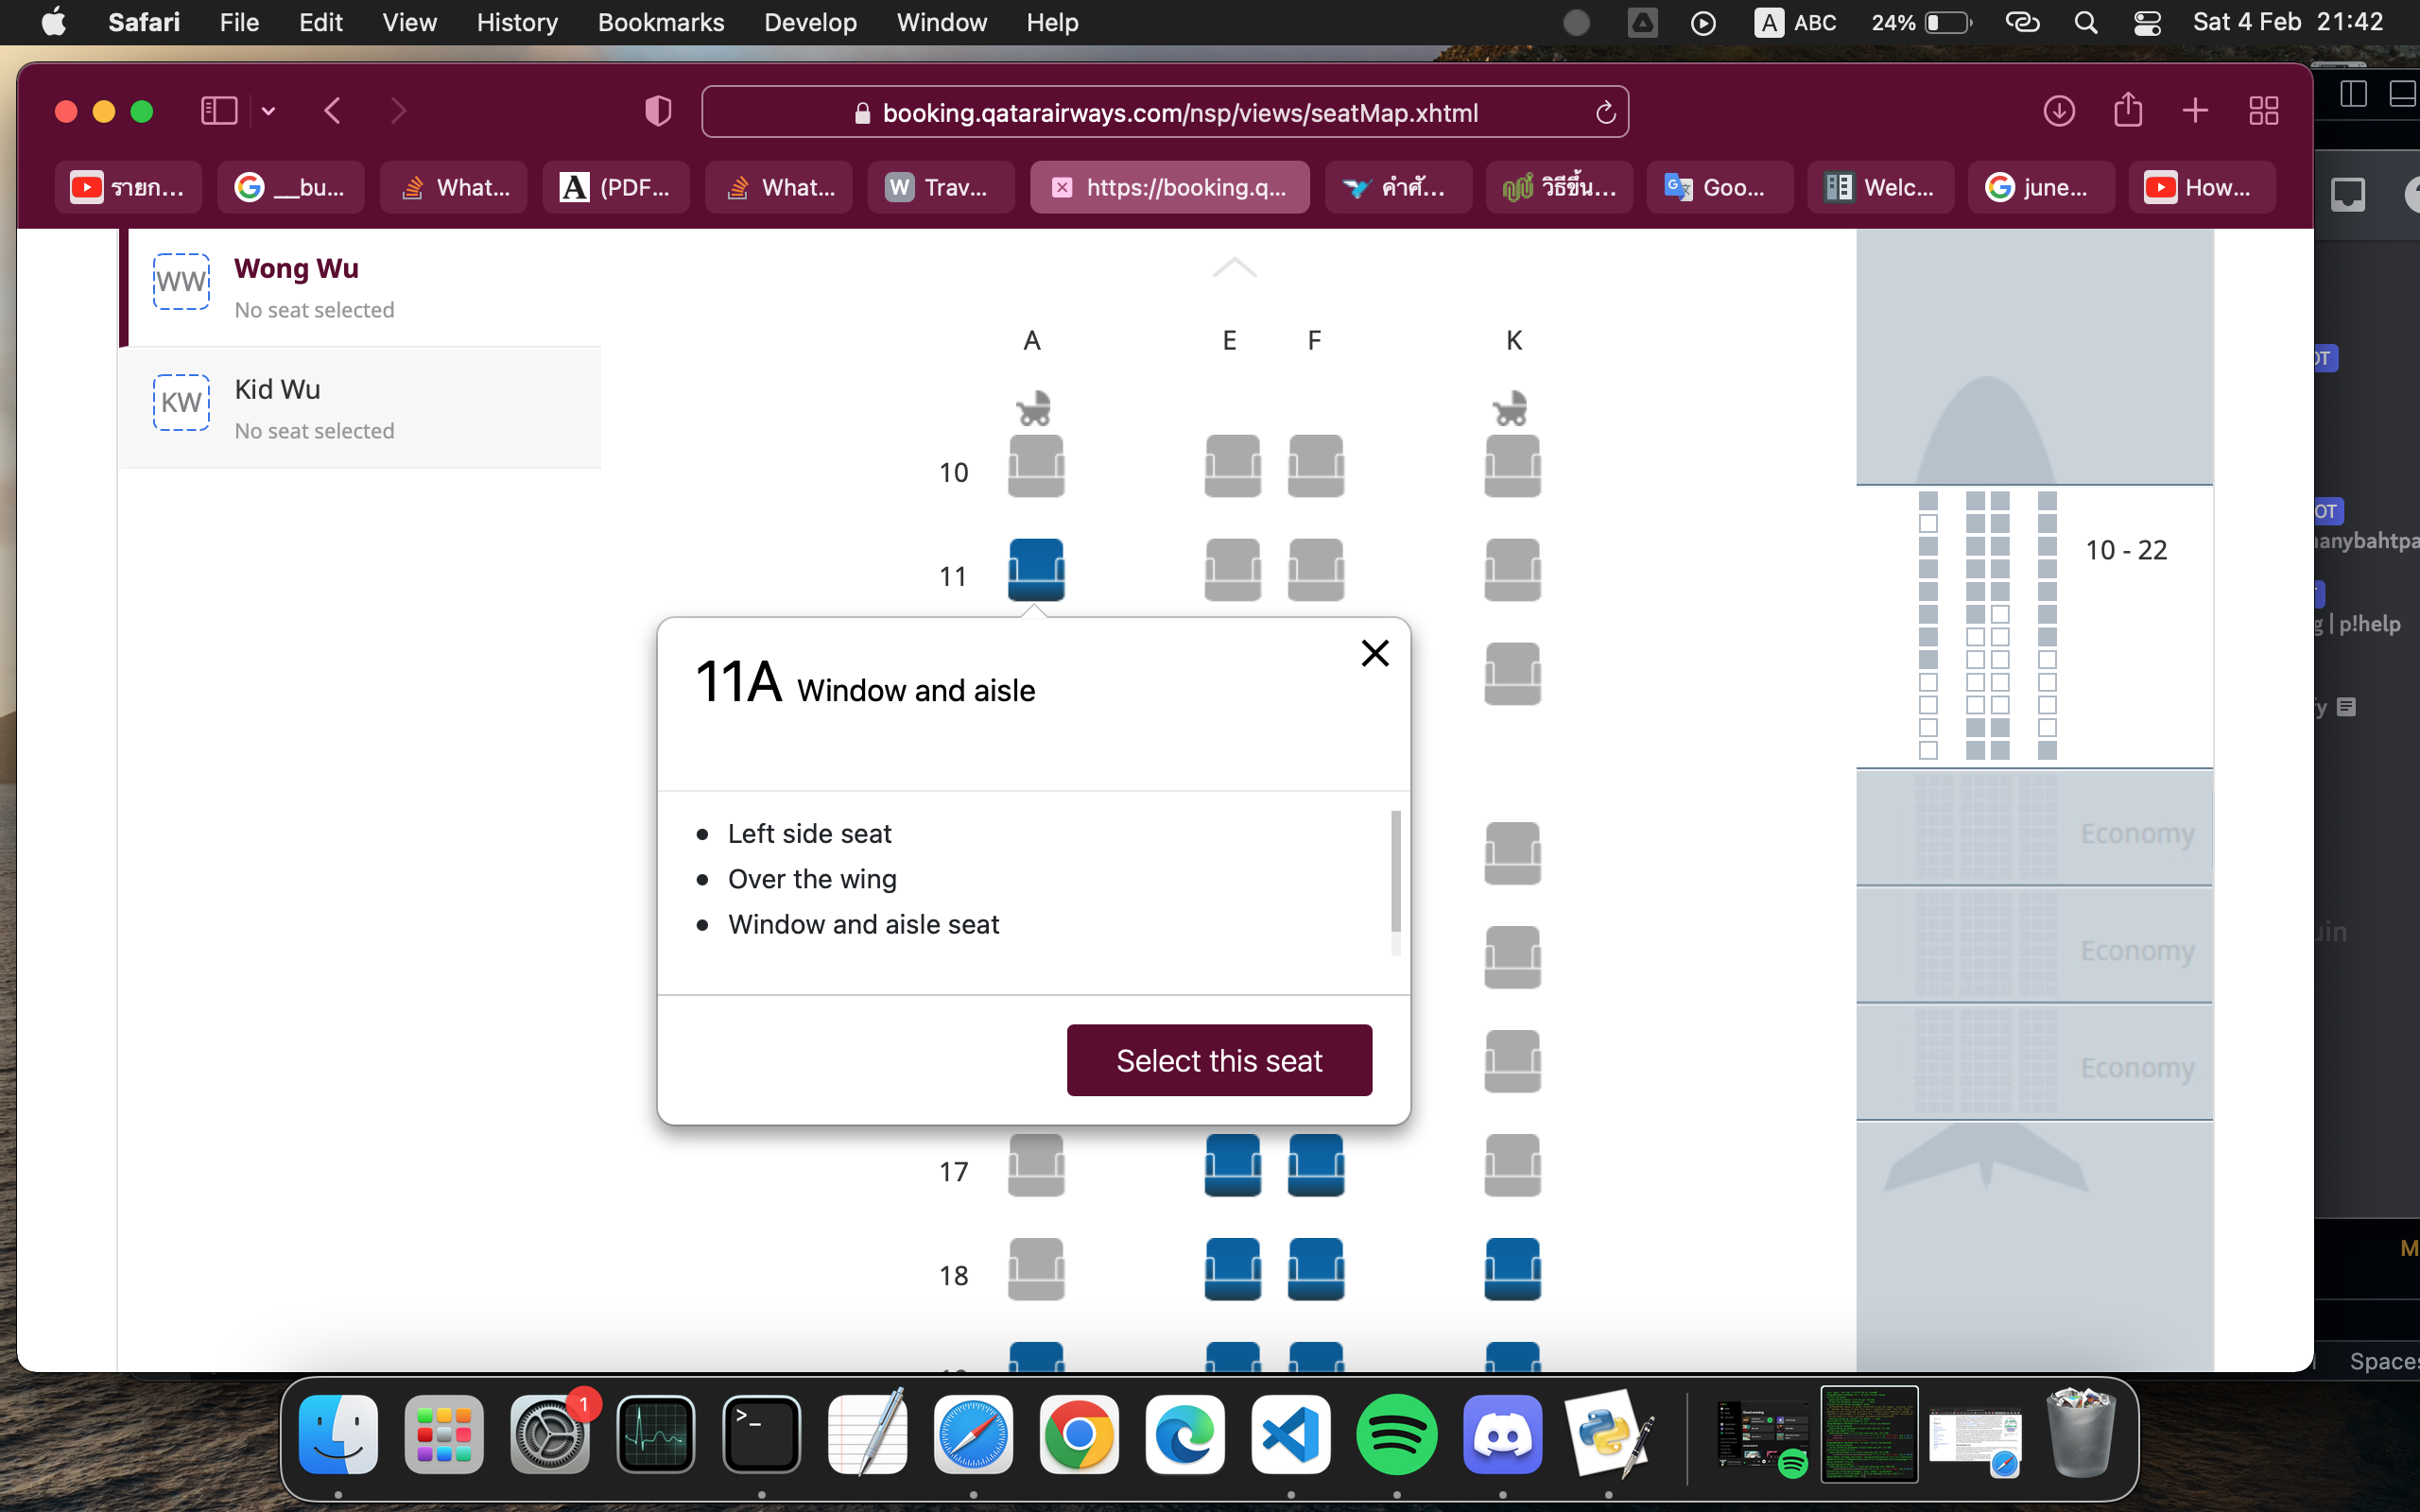 Safari File Edit View History Bookmarks Develop Window Help A ABC 24% Sat 4 Feb 21:42
booking.qatarairways.com/nsp/views/seatMap.xhtml
รายก... __bu... What... A (PDF... What... W Trav... https://booking.q... คำศั... วิธีขึ้น... Goo... Welc... june... How...
WW Wong Wu
No seat selected
KW Kid Wu
No seat selected
A E F K
10
11
11A Window and aisle
Left side seat
Over the wing
Window and aisle seat
Select this seat
17
18
10 - 22
Economy
Economy
Economy
OT
anybahtpa
g | p!help
fy
uin
M
Spaces
1